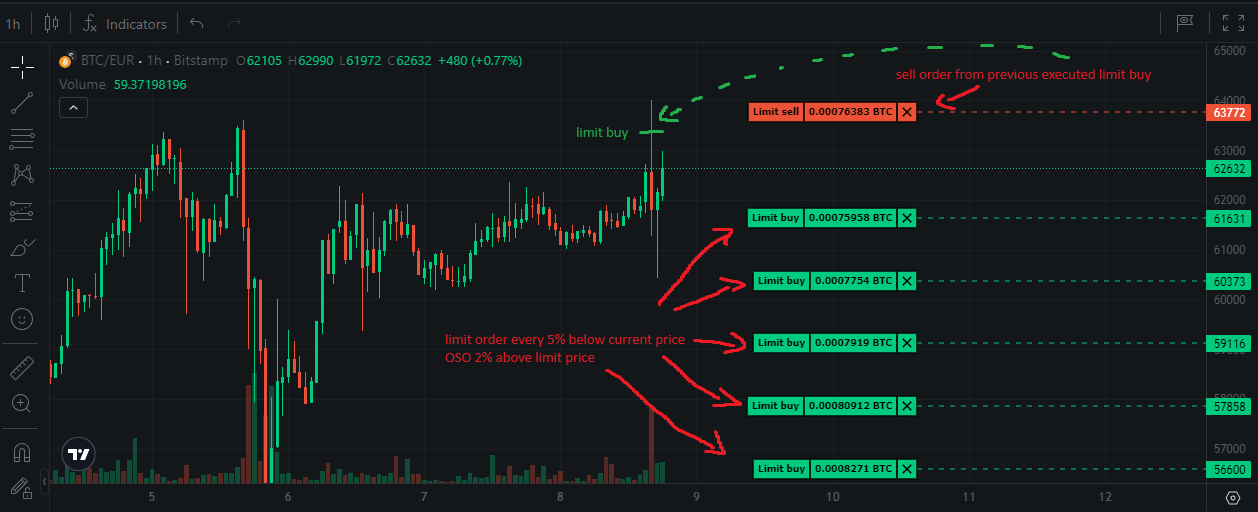 1h Indicators
BTC/EUR · 1h · Bitstamp O62105 H62990 L61972 C62632 +480 (+0.77%)
Volume 59.37198196
65000
sell order from previous executed limit buy
64000
Limit sell 0.00076383 BTC 63772
limit buy
63000
62632
62000
Limit buy 0.00075958 BTC 61631
61000
Limit buy 0.0007754 BTC 60373
60000
limit order every 5% below current price
OSO 2% above limit price
Limit buy 0.0007919 BTC 59116
Limit buy 0.00080912 BTC 57858
57000
Limit buy 0.0008271 BTC 56600
5 6 7 8 9 10 11 12